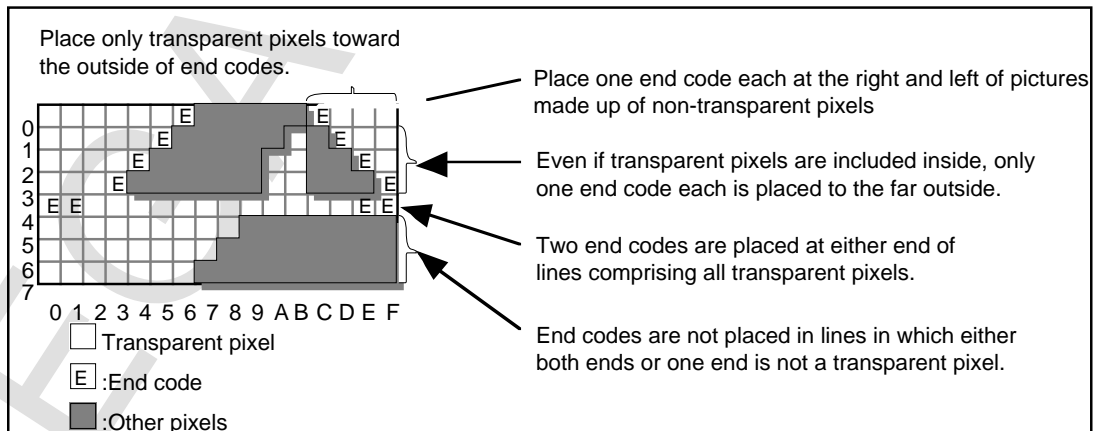 Place only transparent pixels toward
the outside of end codes.
Place one end code each at the right and left of pictures
made up of non-transparent pixels
E E
0
E E
1
E E
Even if transparent pixels are included inside, only
one end code each is placed to the far outside.
2
E E
3
E E E E
4
Two end codes are placed at either end of
lines comprising all transparent pixels.
5
6
7
0 1 2 3 4 5 6 7 8 9 A B C D E F
End codes are not placed in lines in which either
both ends or one end is not a transparent pixel.
Transparent pixel
E :End code
:Other pixels